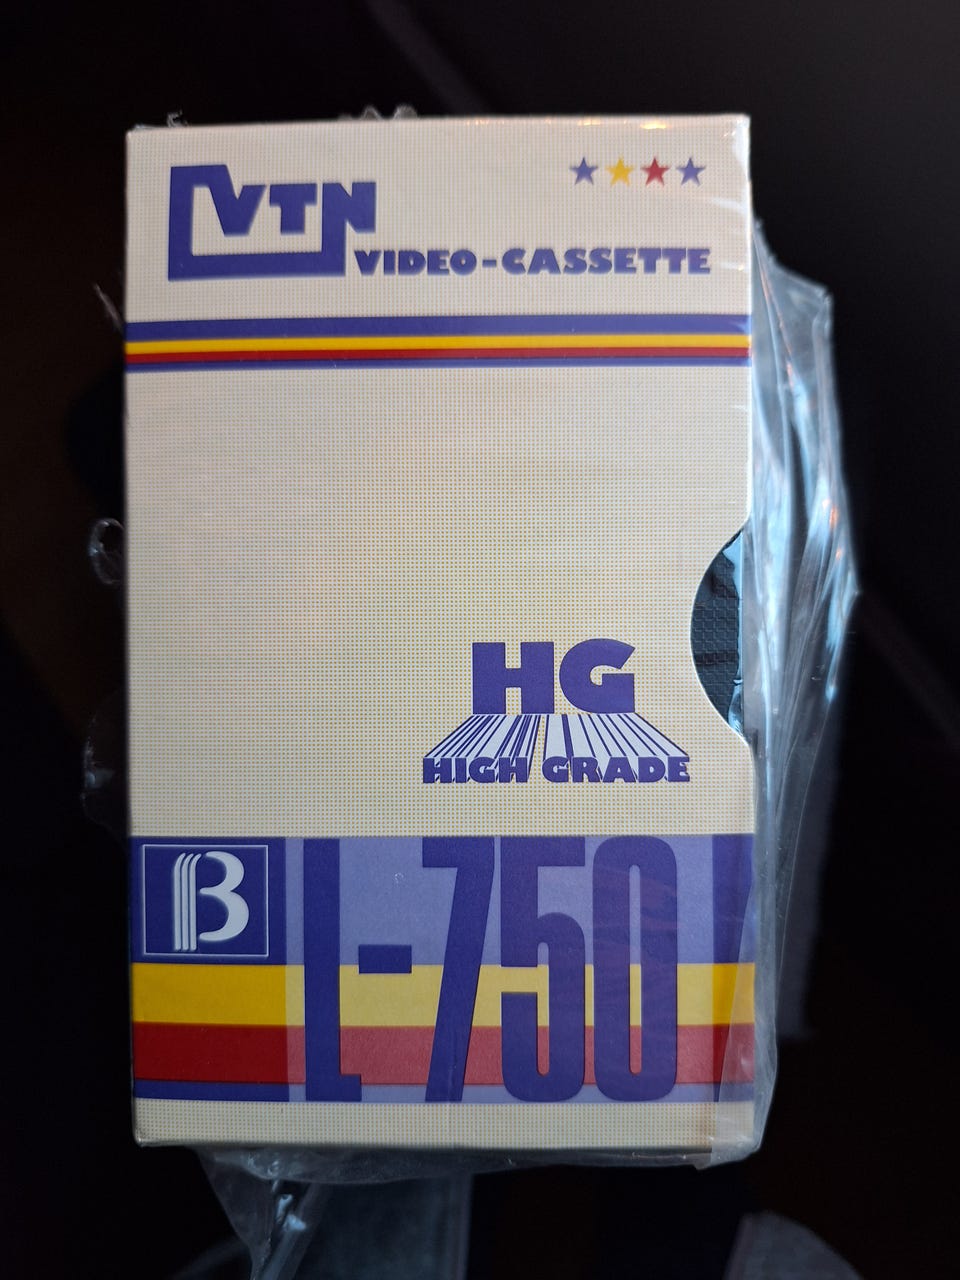 VTN
VIDEO-CASSETTE
HG
HIGH GRADE
B
L-750